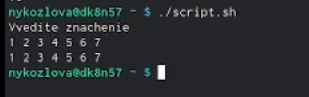 nykozlova@dk8n57 ~ $ ./script.sh
Vvedite znachenie
1 2 3 4 5 6 7
1 2 3 4 5 6 7
nykozlova@dk8n57 ~ $